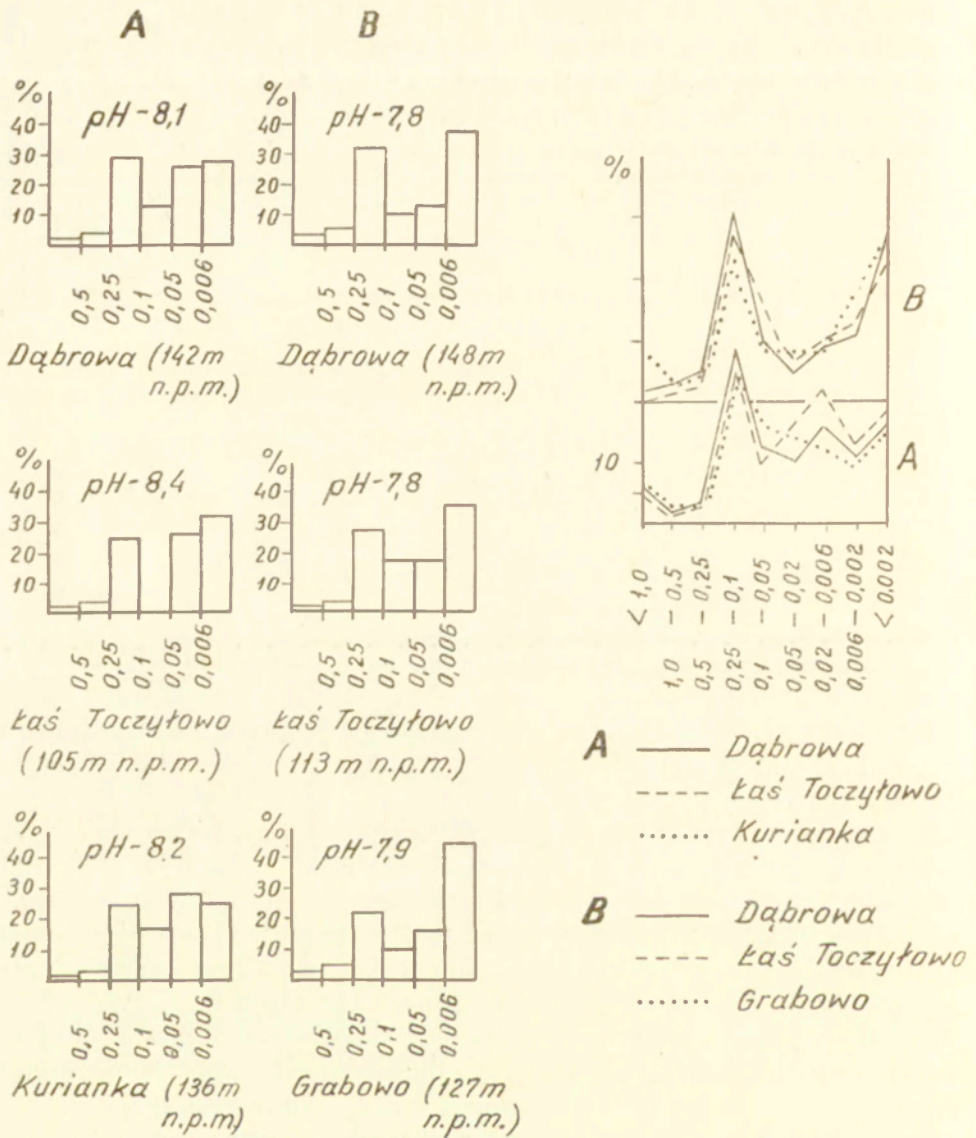 A
B
%
40
30
20
10
pH-8,1
0,5
0,25
0,1
0,05
0,006
Dąbrowa (142m
n.p.m.)
%
40
30
20
10
pH-7,8
0,5
0,25
0,1
0,05
0,006
Dąbrowa (148m
n.p.m.)
%
40
30
20
10
pH-8,4
0,5
0,25
0,1
0,05
0,006
Łaś Toczyłowo
(105m n.p.m.)
%
40
30
20
10
pH-7,8
0,5
0,25
0,1
0,05
0,006
Łaś Toczyłowo
(113m n.p.m.)
%
40
30
20
10
pH-8,2
0,5
0,25
0,1
0,05
0,006
Kurianka (136m
n.p.m)
%
40
30
20
10
pH-7,9
0,5
0,25
0,1
0,05
0,006
Grabowo (127m
n.p.m.)
%
B
A
10
< 1,0
1,0 - 0,5
0,5 - 0,25
0,25 - 0,1
0,1 - 0,05
0,05 - 0,02
0,02 - 0,006
0,006 - 0,002
< 0.002
A
Dąbrowa
Łaś Toczyłowo
Kurianka
B
Dąbrowa
Łaś Toczyłowo
Grabowo